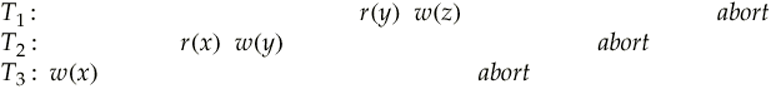 T₁: r(y) w(z) abort
T₂: r(x) w(y) abort
T₃: w(x) abort